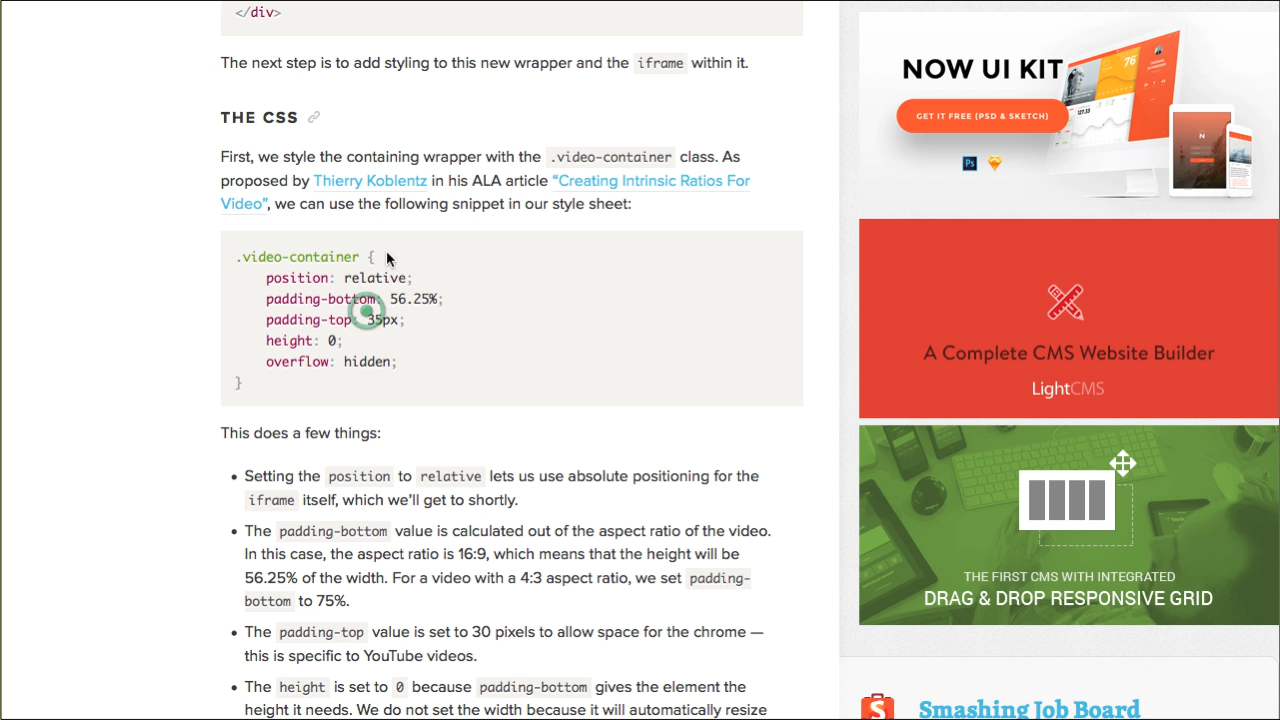 </div>
The next step is to add styling to this new wrapper and the iframe within it.
THE CSS
First, we style the containing wrapper with the .video-container class. As
proposed by Thierry Koblentz in his ALA article “Creating Intrinsic Ratios For
Video”, we can use the following snippet in our style sheet:
.video-container {
position: relative;
padding-bottom: 56.25%;
padding-top: 35px;
height: 0;
overflow: hidden;
}
This does a few things:
• Setting the position to relative lets us use absolute positioning for the
iframe itself, which we’ll get to shortly.
• The padding-bottom value is calculated out of the aspect ratio of the video.
In this case, the aspect ratio is 16:9, which means that the height will be
56.25% of the width. For a video with a 4:3 aspect ratio, we set padding-
bottom to 75%.
• The padding-top value is set to 30 pixels to allow space for the chrome —
this is specific to YouTube videos.
• The height is set to 0 because padding-bottom gives the element the
height it needs. We do not set the width because it will automatically resize
NOW UI KIT
GET IT FREE (PSD & SKETCH)
Ps
76
127.33
N
A Complete CMS Website Builder
LightCMS
THE FIRST CMS WITH INTEGRATED
DRAG & DROP RESPONSIVE GRID
S
Smashing Job Board